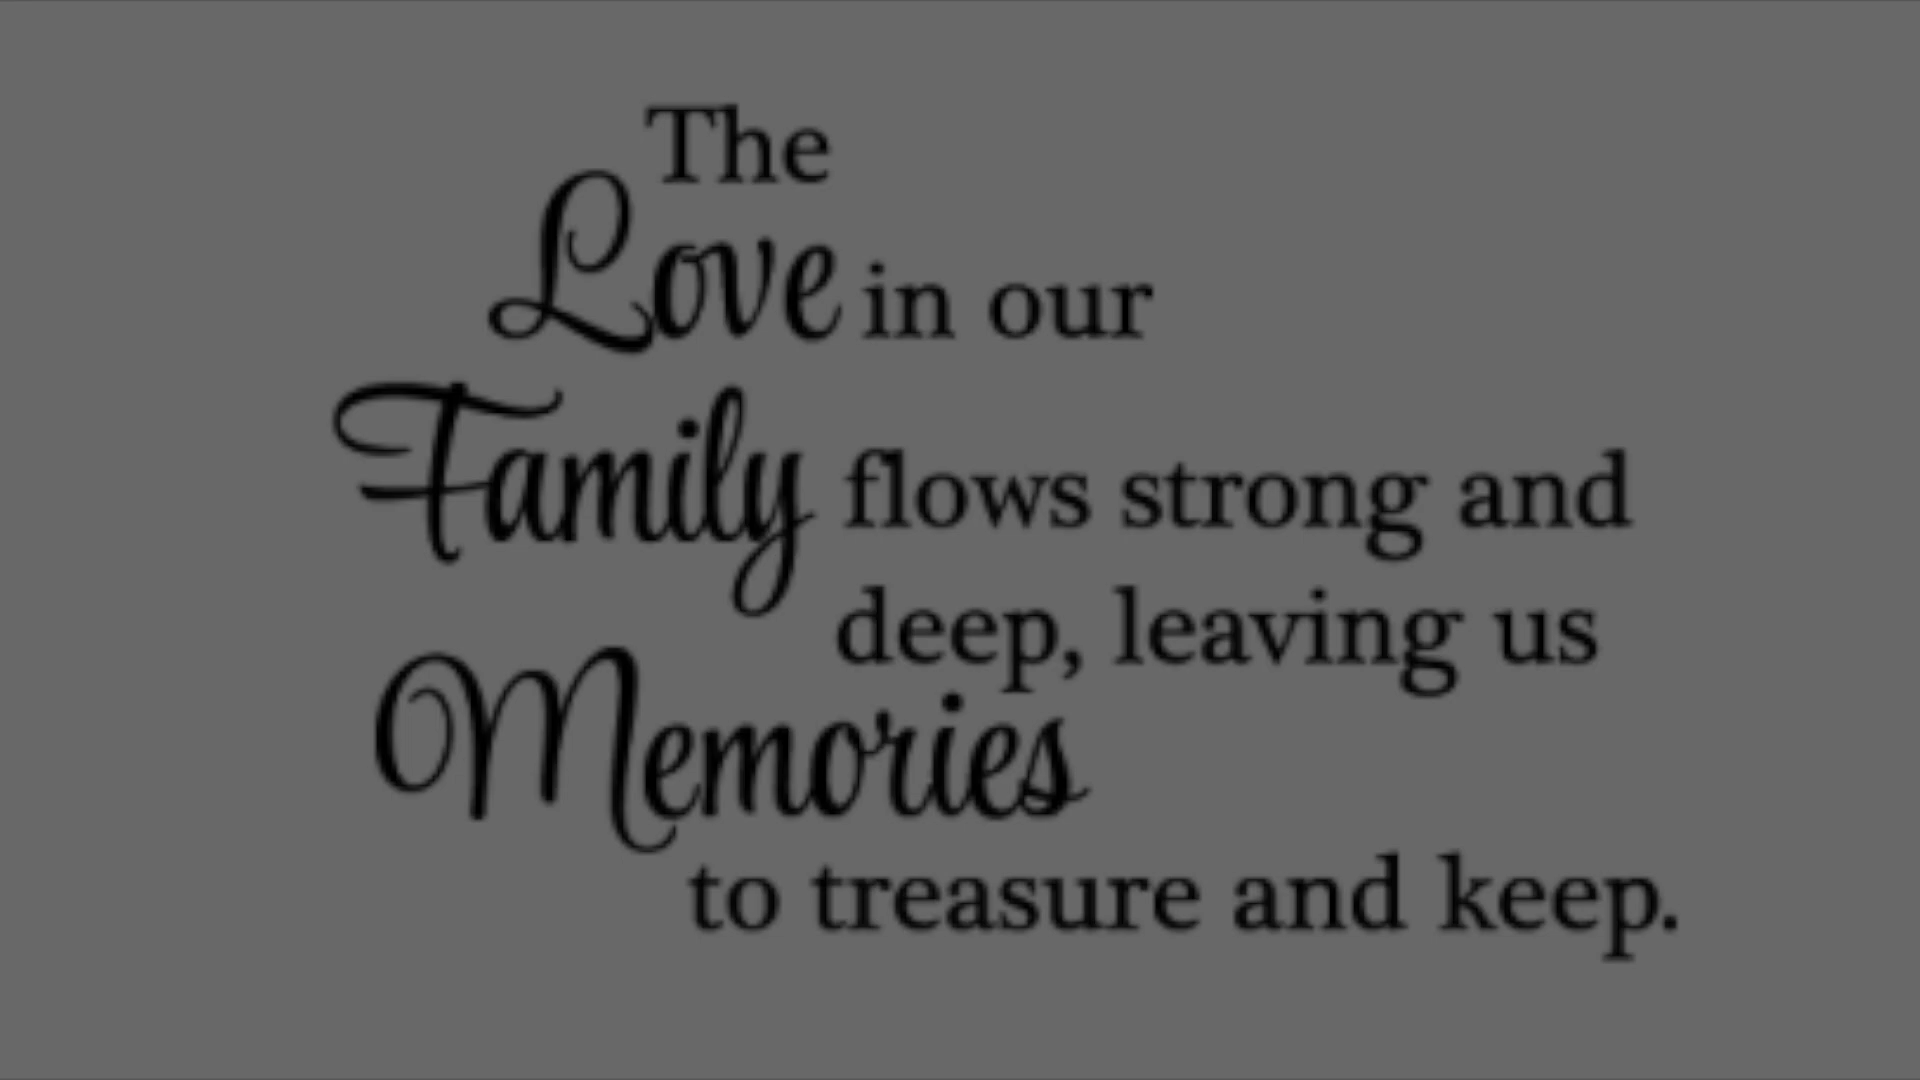 The
Love in our
Family flows strong and
deep, leaving us
Memories
to treasure and keep.